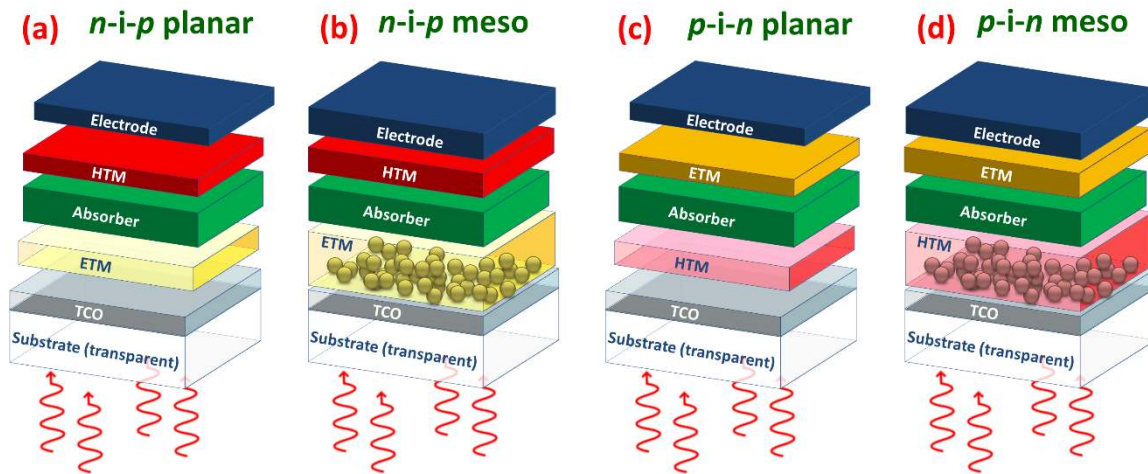 (a) n-i-p planar
Electrode
HTM
Absorber
ETM
TCO
Substrate (transparent)
(b) n-i-p meso
Electrode
HTM
Absorber
ETM
TCO
Substrate (transparent)
(c) p-i-n planar
Electrode
ETM
Absorber
HTM
TCO
Substrate (transparent)
(d) p-i-n meso
Electrode
ETM
Absorber
HTM
TCO
Substrate (transparent)